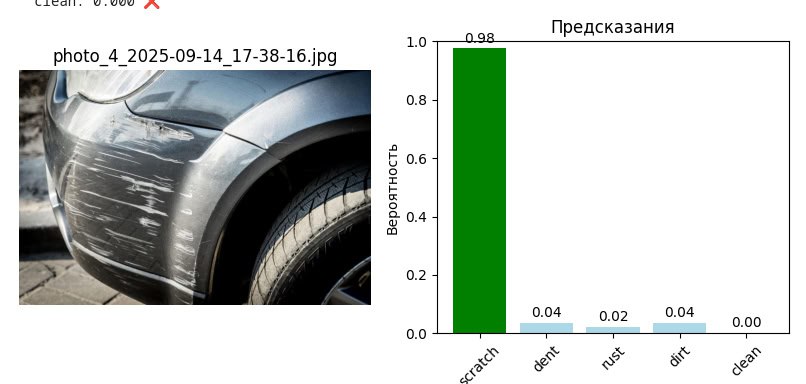 clean: 0.000 ❌
photo_4_2025-09-14_17-38-16.jpg
Предсказания
Вероятность
1.0
0.8
0.6
0.4
0.2
0.0
0.98
0.04
0.02
0.04
0.00
scratch
dent
rust
dirt
clean